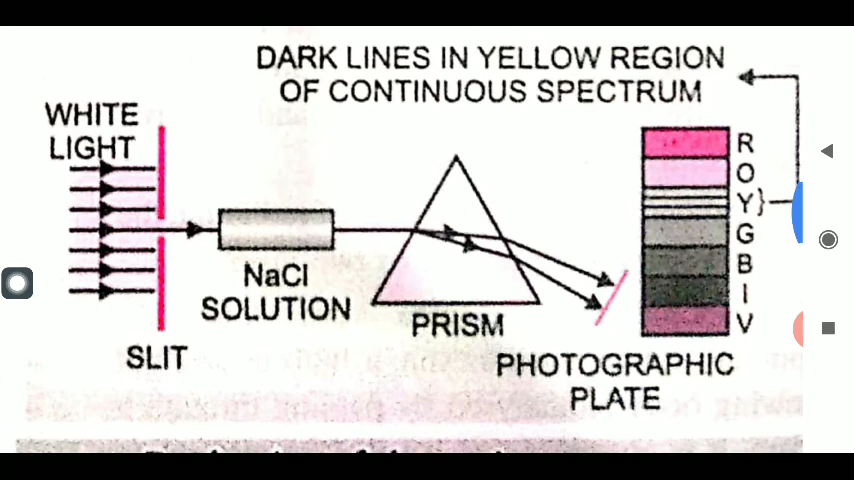 DARK LINES IN YELLOW REGION
OF CONTINUOUS SPECTRUM
WHITE
LIGHT
R
O
Y}
G
B
I
V
NaCl
SOLUTION
PRISM
SLIT
PHOTOGRAPHIC
PLATE